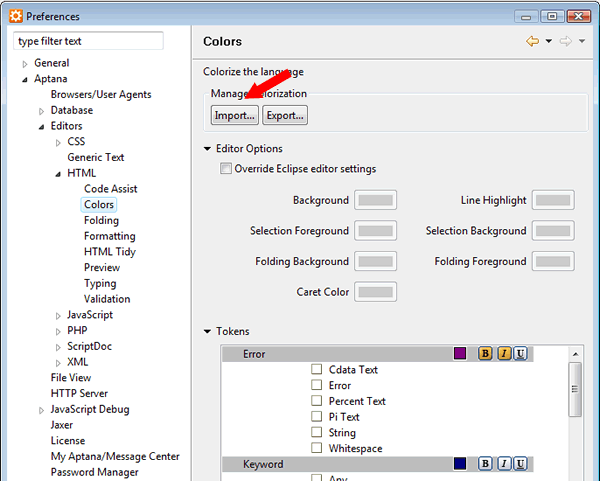 Preferences
type filter text
General
Aptana
Browsers/User Agents
Database
Editors
CSS
Generic Text
HTML
Code Assist
Colors
Folding
Formatting
HTML Tidy
Preview
Typing
Validation
JavaScript
PHP
ScriptDoc
XML
File View
HTTP Server
JavaScript Debug
Jaxer
License
My Aptana/Message Center
Password Manager
Colors
Colorize the language
Manage Colorization
Import... Export...
Editor Options
Override Eclipse editor settings
Background Line Highlight
Selection Foreground Selection Background
Folding Background Folding Foreground
Caret Color
Tokens
Error B I U
Cdata Text
Error
Percent Text
Pi Text
String
Whitespace
Keyword B I U
Any